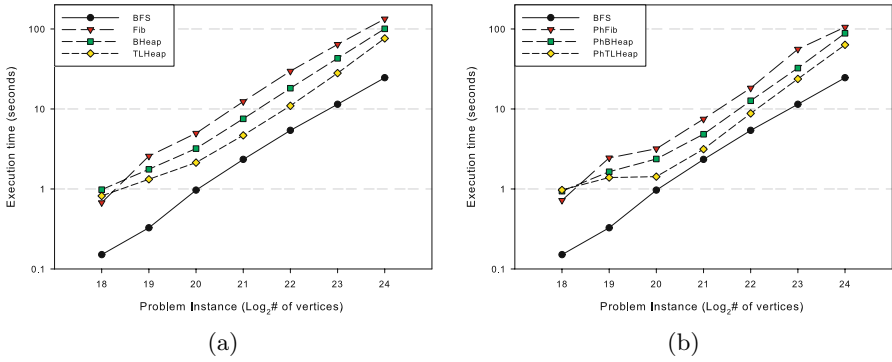 BFS
Fib
BHeap
TLHeap
100
10
1
0.1
Execution time (seconds)
18 19 20 21 22 23 24
Problem Instance (Log2# of vertices)
(a)
BFS
PhFib
PhBHeap
PhTLHeap
100
10
1
0.1
Execution time (seconds)
18 19 20 21 22 23 24
Problem Instance (Log2# of vertices)
(b)